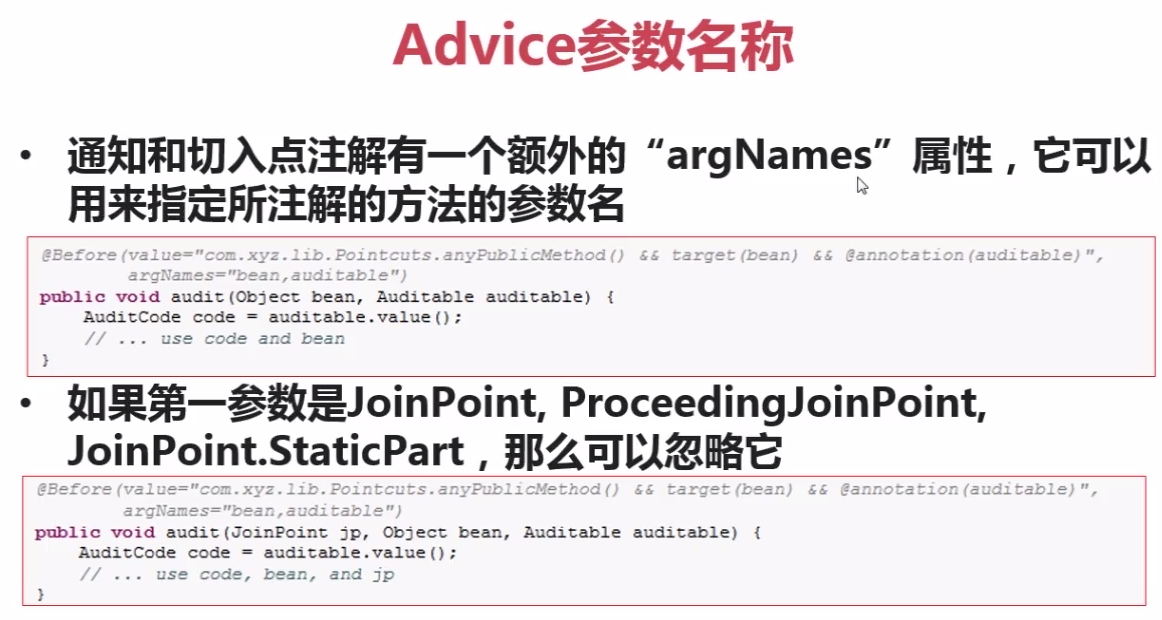 Advice参数名称
• 通知和切入点注解有一个额外的“argNames”属性，它可以
用来指定所注解的方法的参数名
@Before(value="com.xyz.lib.Pointcuts.anyPublicMethod() && target(bean) && @annotation(auditable)",
argNames="bean,auditable")
public void audit(Object bean, Auditable auditable) {
AuditCode code = auditable.value();
// ... use code and bean
}
• 如果第一参数是JoinPoint, ProceedingJoinPoint,
JoinPoint.StaticPart，那么可以忽略它
@Before(value="com.xyz.lib.Pointcuts.anyPublicMethod() && target(bean) && @annotation(auditable)",
argNames="bean,auditable")
public void audit(JoinPoint jp, Object bean, Auditable auditable) {
AuditCode code = auditable.value();
// ... use code, bean, and jp
}